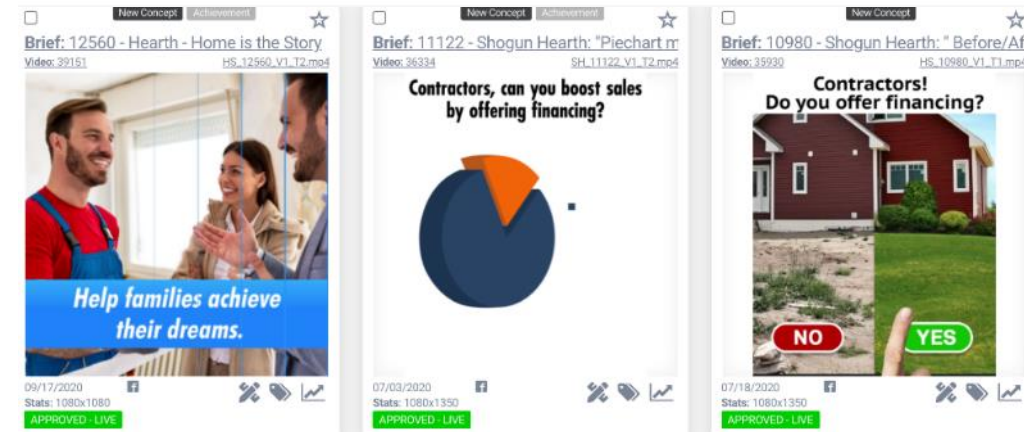 New Concept Achievement
Brief: 12560 - Hearth - Home is the Story
Video: 39151 HS_12560_V1_T2.mp4
Help families achieve
their dreams.
09/17/2020
Stats: 1080x1080
APPROVED - LIVE
New Concept Achievement
Brief: 11122 - Shogun Hearth: "Piechart m
Video: 36334 SH_11122_V1_T2.mp4
Contractors, can you boost sales
by offering financing?
07/03/2020
Stats: 1080x1350
APPROVED - LIVE
New Concept
Brief: 10980 - Shogun Hearth: " Before/Af
Video: 35930 HS_10980_V1_T1.mp4
Contractors!
Do you offer financing?
NO YES
07/18/2020
Stats: 1080x1350
APPROVED - LIVE